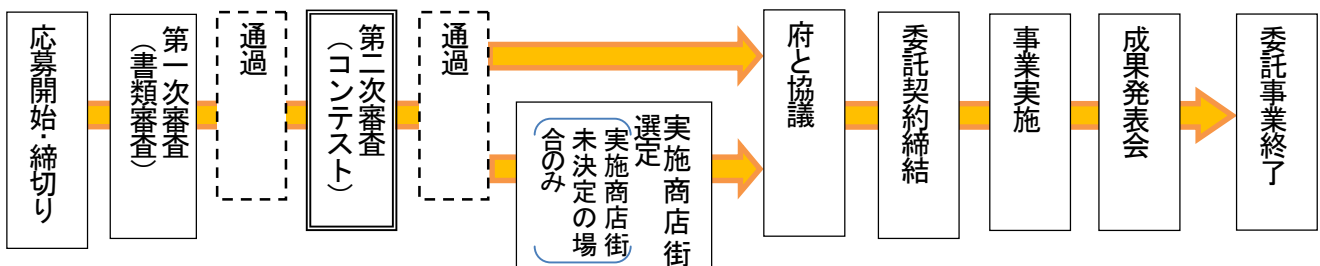 応募開始・締切り
第一次審査
（書類審査）
通過
第二次審査
（コンテスト）
通過
実施商店街
選定
実施商店街
未決定の場
合のみ
府と協議
委託契約締結
事業実施
成果発表会
委託事業終了